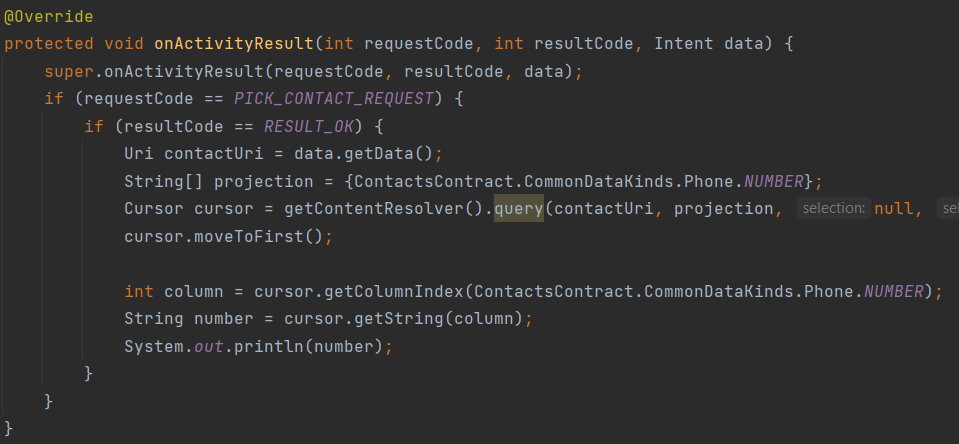 @Override
protected void onActivityResult(int requestCode, int resultCode, Intent data) {
super.onActivityResult(requestCode, resultCode, data);
if (requestCode == PICK_CONTACT_REQUEST) {
if (resultCode == RESULT_OK) {
Uri contactUri = data.getData();
String[] projection = {ContactsContract.CommonDataKinds.Phone.NUMBER};
Cursor cursor = getContentResolver().query(contactUri, projection, selection: null, sel
cursor.moveToFirst();
int column = cursor.getColumnIndex(ContactsContract.CommonDataKinds.Phone.NUMBER);
String number = cursor.getString(column);
System.out.println(number);
}
}
}